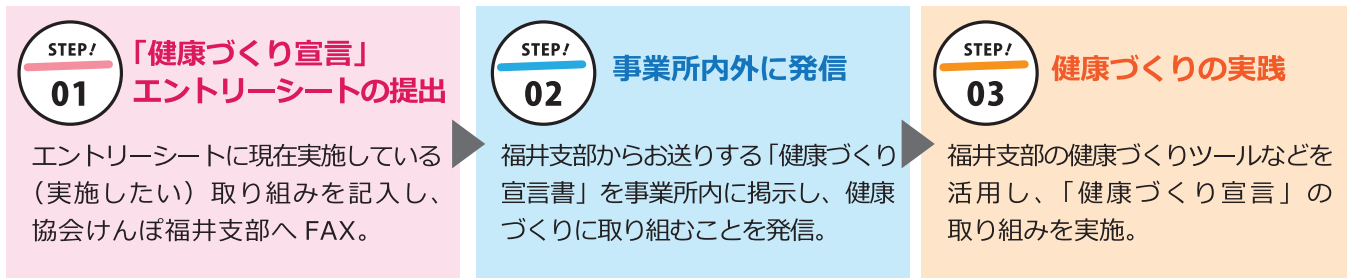 STEP!
01
「健康づくり宣言」
エントリーシートの提出
エントリーシートに現在実施している
（実施したい）取り組みを記入し、
協会けんぽ福井支部へ FAX。
STEP!
02
事業所内外に発信
福井支部からお送りする「健康づくり
宣言書」を事業所内に掲示し、健康
づくりに取り組むことを発信。
STEP!
03
健康づくりの実践
福井支部の健康づくりツールなどを
活用し、「健康づくり宣言」の
取り組みを実施。